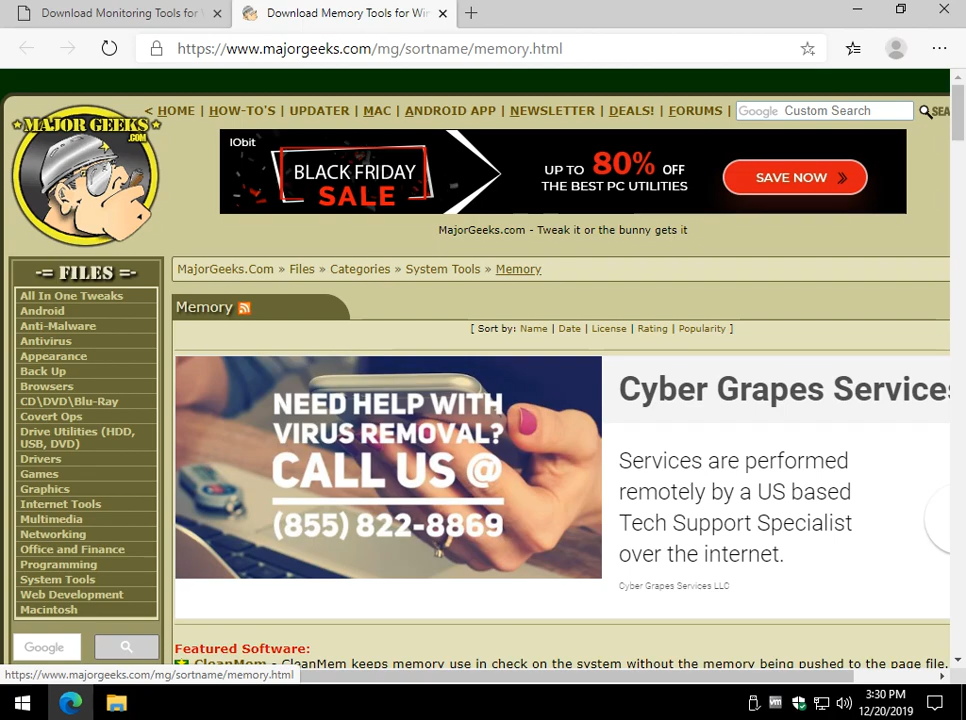 Download Monitoring Tools for
Download Memory Tools for Win
https://www.majorgeeks.com/mg/sortname/memory.html
MAJOR GEEKS
.COM
< HOME | HOW-TO'S | UPDATER | MAC | ANDROID APP | NEWSLETTER | DEALS! | FORUMS |
Google Custom Search
SEA
IObit
BLACK FRIDAY
SALE
UP TO 80% OFF
THE BEST PC UTILITIES
SAVE NOW
MajorGeeks.com - Tweak it or the bunny gets it
-= FILES =-
All In One Tweaks
Android
Anti-Malware
Antivirus
Appearance
Back Up
Browsers
CD\DVD\Blu-Ray
Covert Ops
Drive Utilities (HDD,
USB, DVD)
Drivers
Games
Graphics
Internet Tools
Multimedia
Networking
Office and Finance
Programming
System Tools
Web Development
Macintosh
Google
MajorGeeks.Com » Files » Categories » System Tools » Memory
Memory
[ Sort by: Name | Date | License | Rating | Popularity ]
NEED HELP WITH
VIRUS REMOVAL?
CALL US @
(855) 822-8869
Cyber Grapes Services
Services are performed
remotely by a US based
Tech Support Specialist
over the internet.
Cyber Grapes Services LLC
Featured Software:
CleanMem - CleanMem keeps memory use in check on the system without the memory being pushed to the page file.
https://www.majorgeeks.com/mg/sortname/memory.html
vm
3:30 PM
12/20/2019